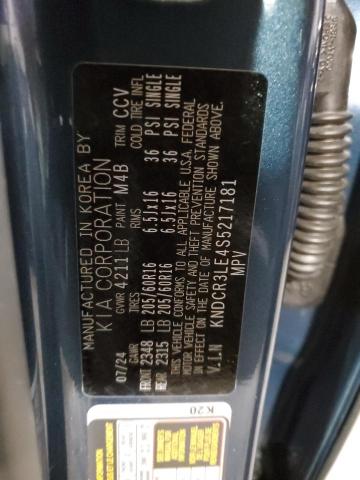 MANUFACTURED IN KOREA BY
KIA CORPORATION
07/24 GVWR 4211LB PAINT M4B TRIM CCV
GAWR TIRES RIMS COLD TIRE INFL.
FRONT 2348 LB 205/60R16 6.5Jx16 36 PSI SINGLE
REAR 2315 LB 205/60R16 6.5Jx16 36 PSI SINGLE
THIS VEHICLE CONFORMS TO ALL APPLICABLE U.S.A. FEDERAL
MOTOR VEHICLE SAFETY AND THEFT PREVENTION STANDARDS
IN EFFECT ON THE DATE OF MANUFACTURE SHOWN ABOVE.
V.I.N KNDCR3LE4S5217181
MPV
K20